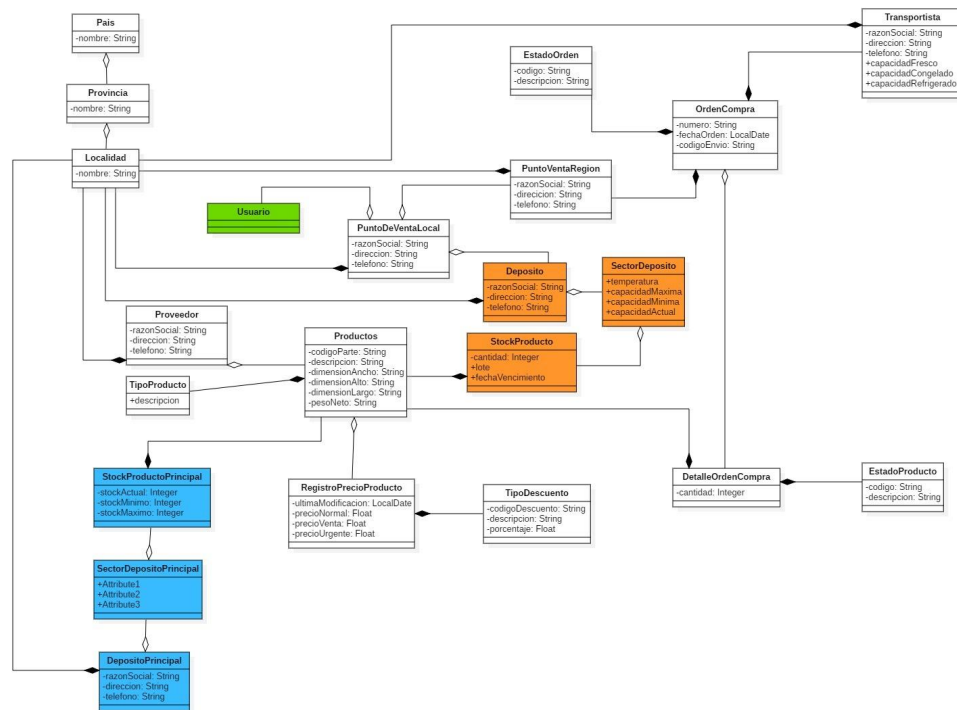 Pais
-nombre: String
Provincia
-nombre: String
Localidad
-nombre: String
EstadoOrden
-codigo: String
-descripcion: String
Transportista
-razonSocial: String
-direccion: String
-telefono: String
+capacidadFresco
+capacidadCongelado
+capacidadRefrigerado
OrdenCompra
-numero: String
-fechaOrden: LocalDate
-codigoEnvio: String
PuntoVentaRegion
-razonSocial: String
-direcicion: String
-telefono: String
Usuario
PuntoDeVentaLocal
-razonSocial: String
-direccion: String
-telefono: String
Deposito
-razonSocial: String
-direccion: String
-telefono: String
SectorDeposito
+temperatura
+capacidadMaxima
+capacidadMinima
+capacidadActual
Proveedor
-razonSocial: String
-direccion: String
-telefono: String
Productos
-codigoParte: String
-descripcion: String
-dimensionAncho: String
-dimensionAlto: String
-dimensionLargo: String
-pesoNeto: String
StockProducto
-cantidad: Integer
+lote
+fechaVencimiento
TipoProducto
+descripcion
StockProductoPrincipal
-stockActual: Integer
-stockMinimo: Integer
-stockMaximo: Integer
RegistroPrecioProducto
-ultimaModificacion: LocalDate
-precioNormal: Float
-precioVenta: Float
-precioUrgente: Float
TipoDescuento
-codigoDescuento: String
-descripcion: String
-porcentaje: Float
DetalleOrdenCompra
-cantidad: Integer
EstadoProducto
-codigo: String
-descripcion: String
SectorDepositoPrincipal
+Attribute1
+Attribute2
+Attribute3
DepositoPrincipal
-razonSocial: String
-direccion: String
-telefono: String